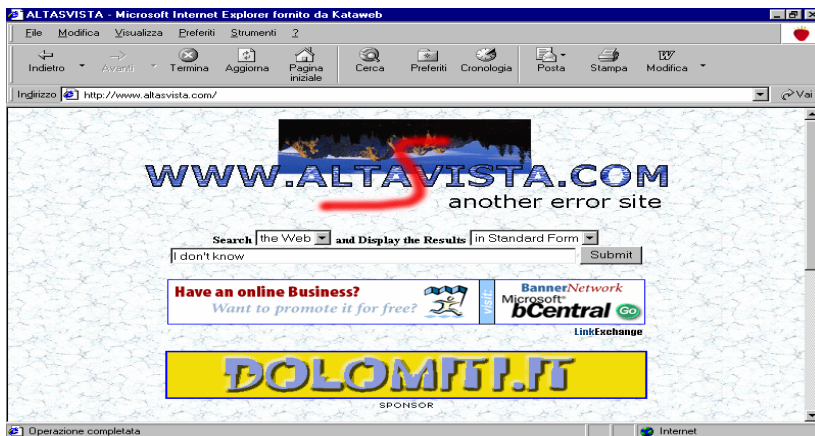 ALTASVISTA - Microsoft Internet Explorer fornito da Kataweb
File Modifica Visualizza Preferiti Strumenti ?
Indietro Avanti Termina Aggiorna Pagina iniziale Cerca Preferiti Cronologia Posta Stampa Modifica
Indirizzo http://www.altasvista.com/ Vai
WWW.ALTASVISTA.COM
another error site
Search the Web and Display the Results in Standard Form
I don't know Submit
Have an online Business?
Want to promote it for free?
visit:
BannerNetwork
Microsoft®
bCentral Go
LinkExchange
DOLOMITI.IT
SPONSOR
Operazione completata Internet